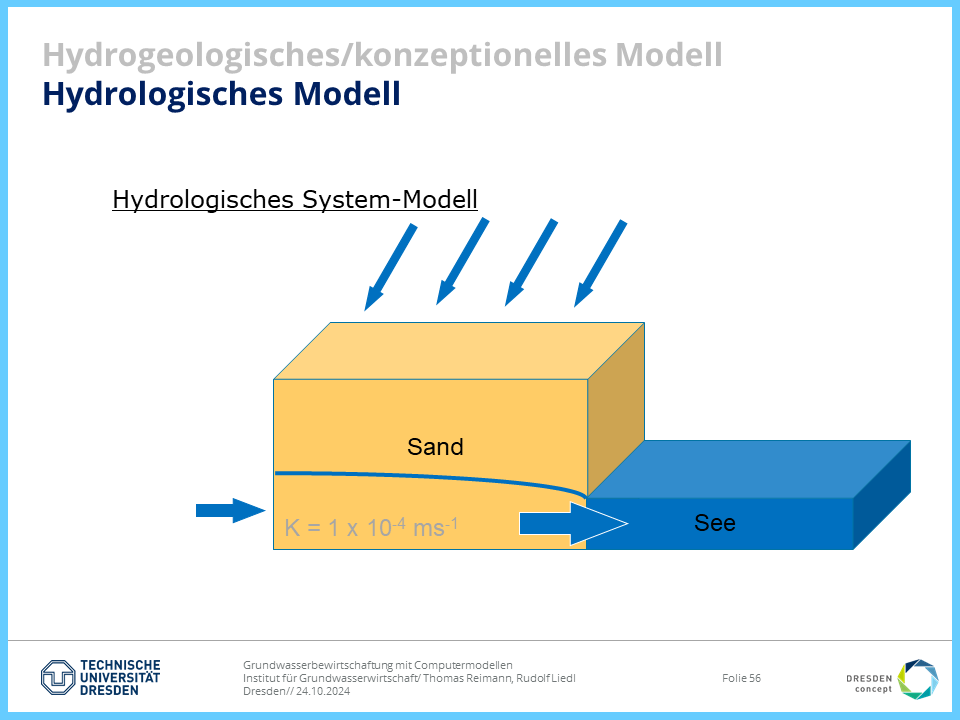 Hydrogeologisches/konzeptionelles Modell
Hydrologisches Modell
Hydrologisches System-Modell
Sand
K = 1 x 10⁻⁴ ms⁻¹
See
TECHNISCHE
UNIVERSITÄT
DRESDEN
Grundwasserbewirtschaftung mit Computermodellen
Institut für Grundwasserwirtschaft/ Thomas Reimann, Rudolf Liedl
Dresden// 24.10.2024
Folie 56
DRESDEN
concept